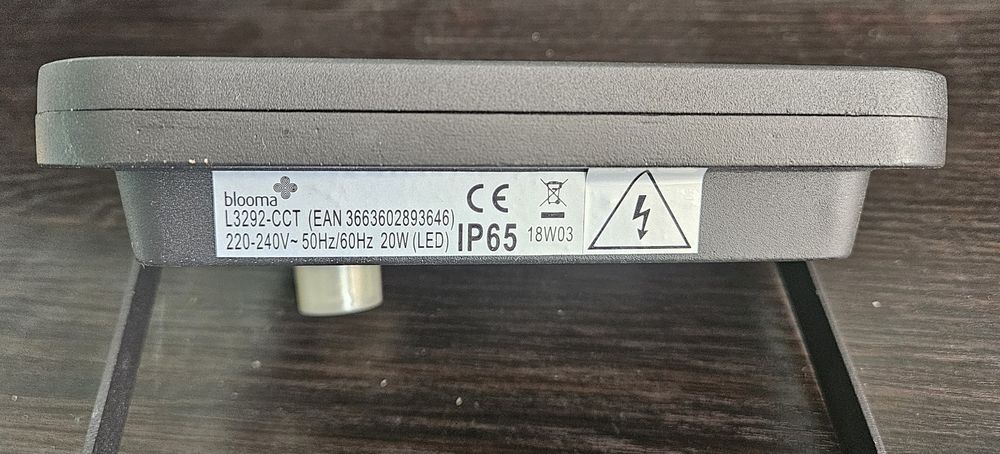 blooma
L3292-CCT (EAN 3663602893646)
220-240V~ 50Hz/60Hz 20W (LED)
CE
IP65
18W03